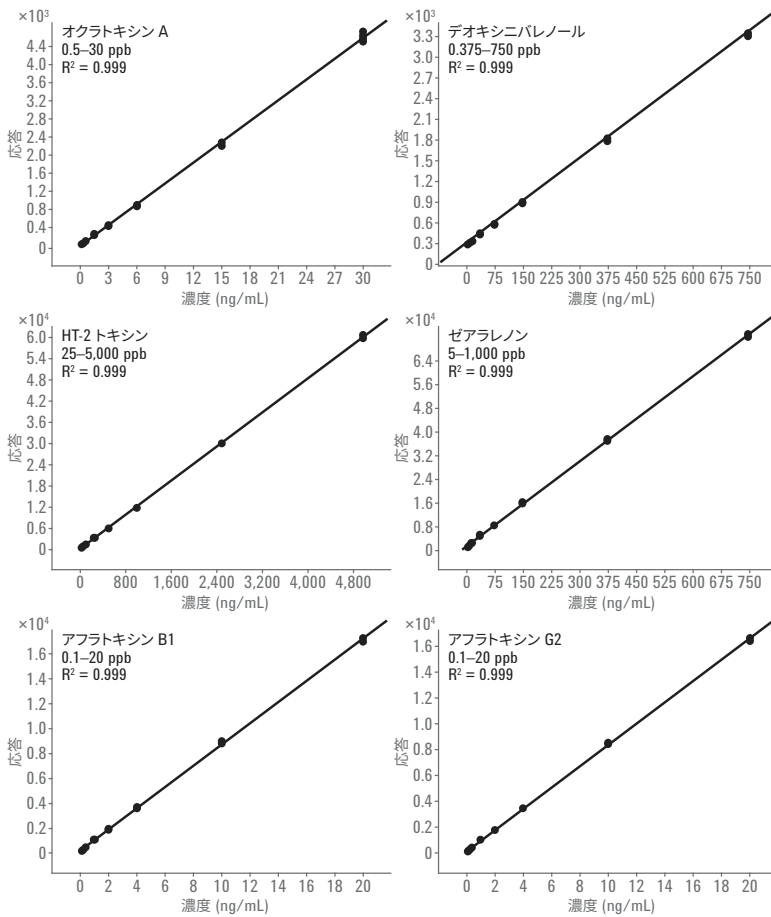 ×10³
オクラトキシン A
0.5–30 ppb
R² = 0.999
4.4
4.0
3.6
3.2
2.8
2.4
2.0
1.6
1.2
0.8
0.4
0
応答
0 3 6 9 12 15 18 21 24 27 30
濃度 (ng/mL)
×10³
デオキシニバレノール
0.375–750 ppb
R² = 0.999
3.3
3.0
2.7
2.4
2.1
1.8
1.5
1.2
0.9
0.6
0.3
0
応答
0 75 150 225 300 375 450 525 600 675 750
濃度 (ng/mL)
×10⁴
HT-2 トキシン
25–5,000 ppb
R² = 0.999
6.0
5.4
4.8
4.2
3.6
3.0
2.4
1.8
1.2
0.6
0
応答
0 800 1,600 2,400 3,200 4,000 4,800
濃度 (ng/mL)
×10⁴
ゼアラレノン
5–1,000 ppb
R² = 0.999
6.4
5.6
4.8
4.0
3.2
2.4
1.6
0.8
0
応答
0 75 150 225 300 375 450 525 600 675 750
濃度 (ng/mL)
×10⁴
アフラトキシン B1
0.1–20 ppb
R² = 0.999
1.6
1.4
1.2
1.0
0.8
0.6
0.4
0.2
0
応答
0 2 4 6 8 10 12 14 16 18 20
濃度 (ng/mL)
×10⁴
アフラトキシン G2
0.1–20 ppb
R² = 0.999
1.6
1.4
1.2
1.0
0.8
0.6
0.4
0.2
0
応答
0 2 4 6 8 10 12 14 16 18 20
濃度 (ng/mL)